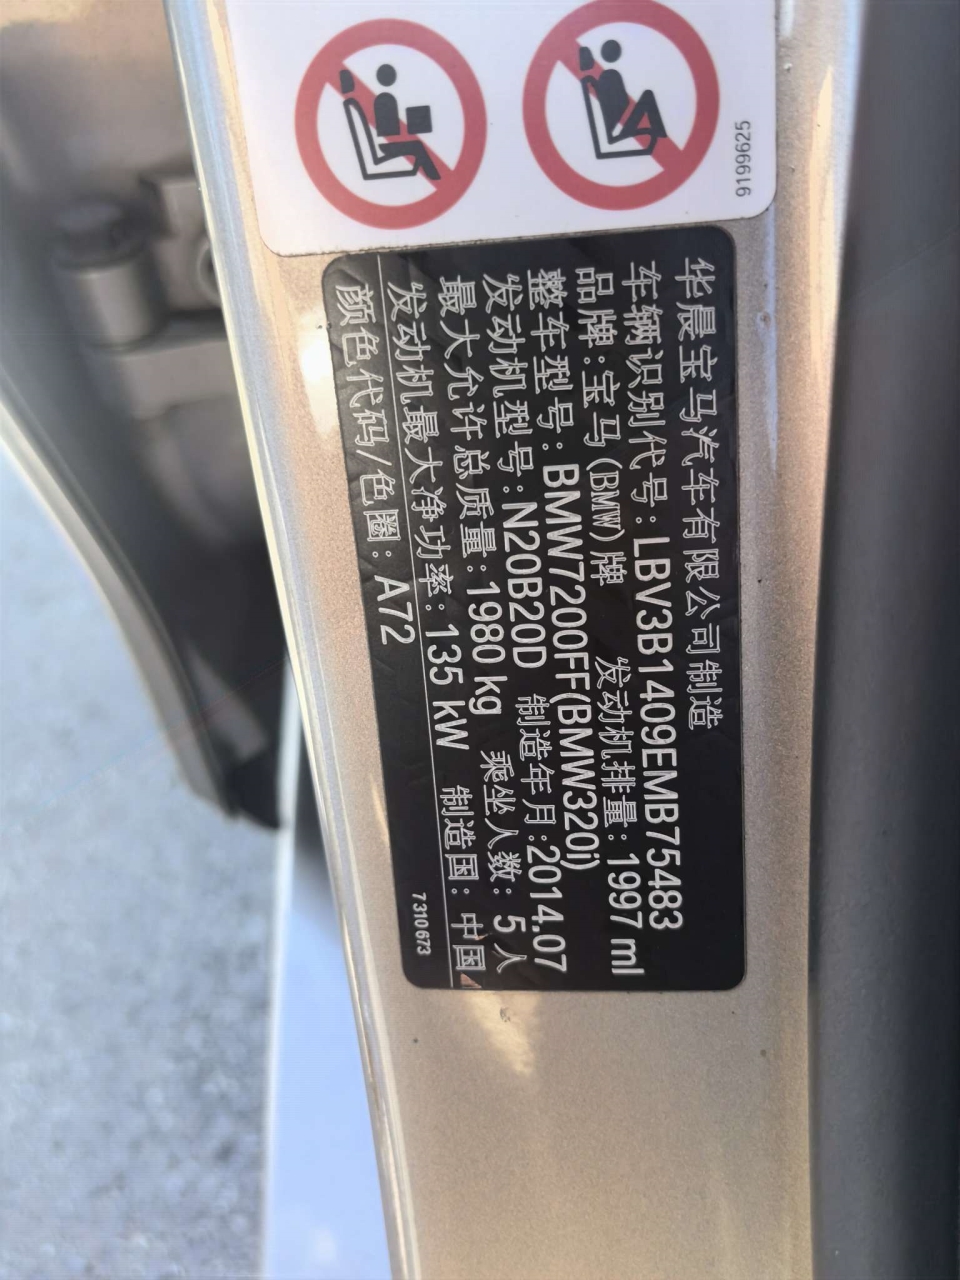 9199625
华晨宝马汽车有限公司制造
车辆识别代号：LBV3B1409EMB75483
品牌：宝马(BMW)牌 发动机排量：1997 ml
整车型号：BMW7200FF(BMW320i)
发动机型号：N20B20D 制造年月：2014.07
最大允许总质量：1980 kg 乘坐人数：5人
发动机最大净功率：135 kW 制造国：中国
颜色代码/色圈：A72
7310673